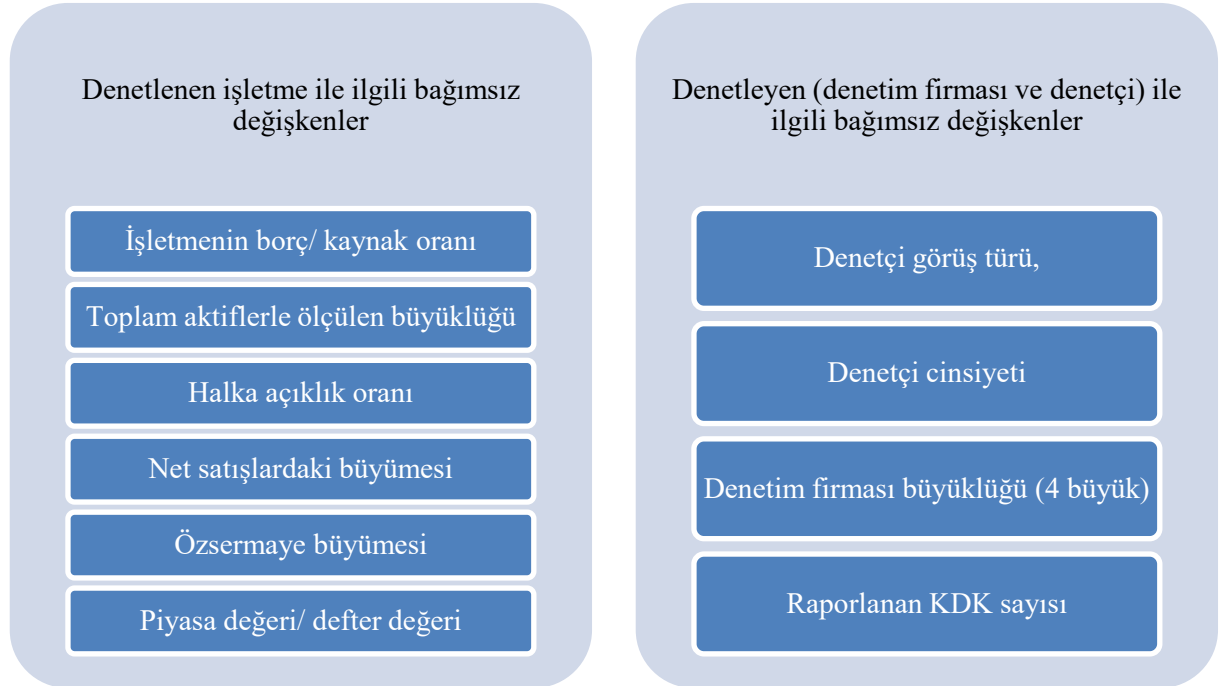 Denetlenen işletme ile ilgili bağımsız
değişkenler
İşletmenin borç/ kaynak oranı
Toplam aktiflerle ölçülen büyüklüğü
Halka açıklık oranı
Net satışlardaki büyümesi
Özsermaye büyümesi
Piyasa değeri/ defter değeri
Denetleyen (denetim firması ve denetçi) ile
ilgili bağımsız değişkenler
Denetçi görüş türü,
Denetçi cinsiyeti
Denetim firması büyüklüğü (4 büyük)
Raporlanan KDK sayısı